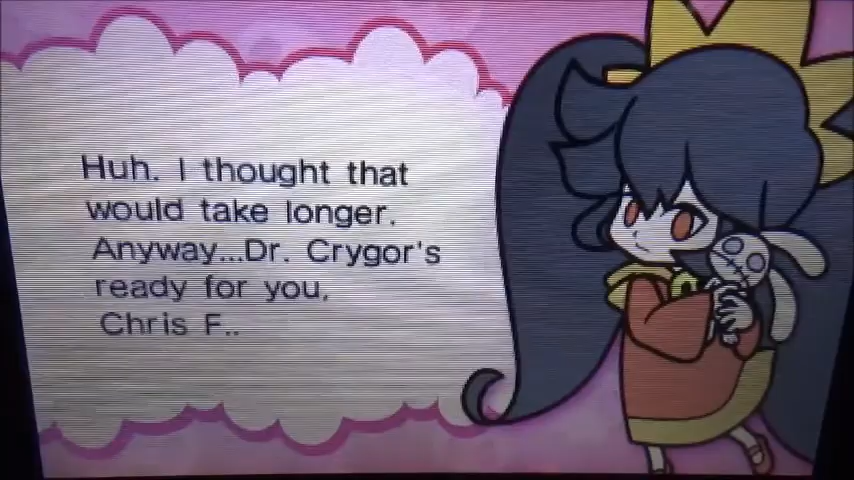 Huh. I thought that
would take longer.
Anyway...Dr. Crygor's
ready for you,
Chris F..